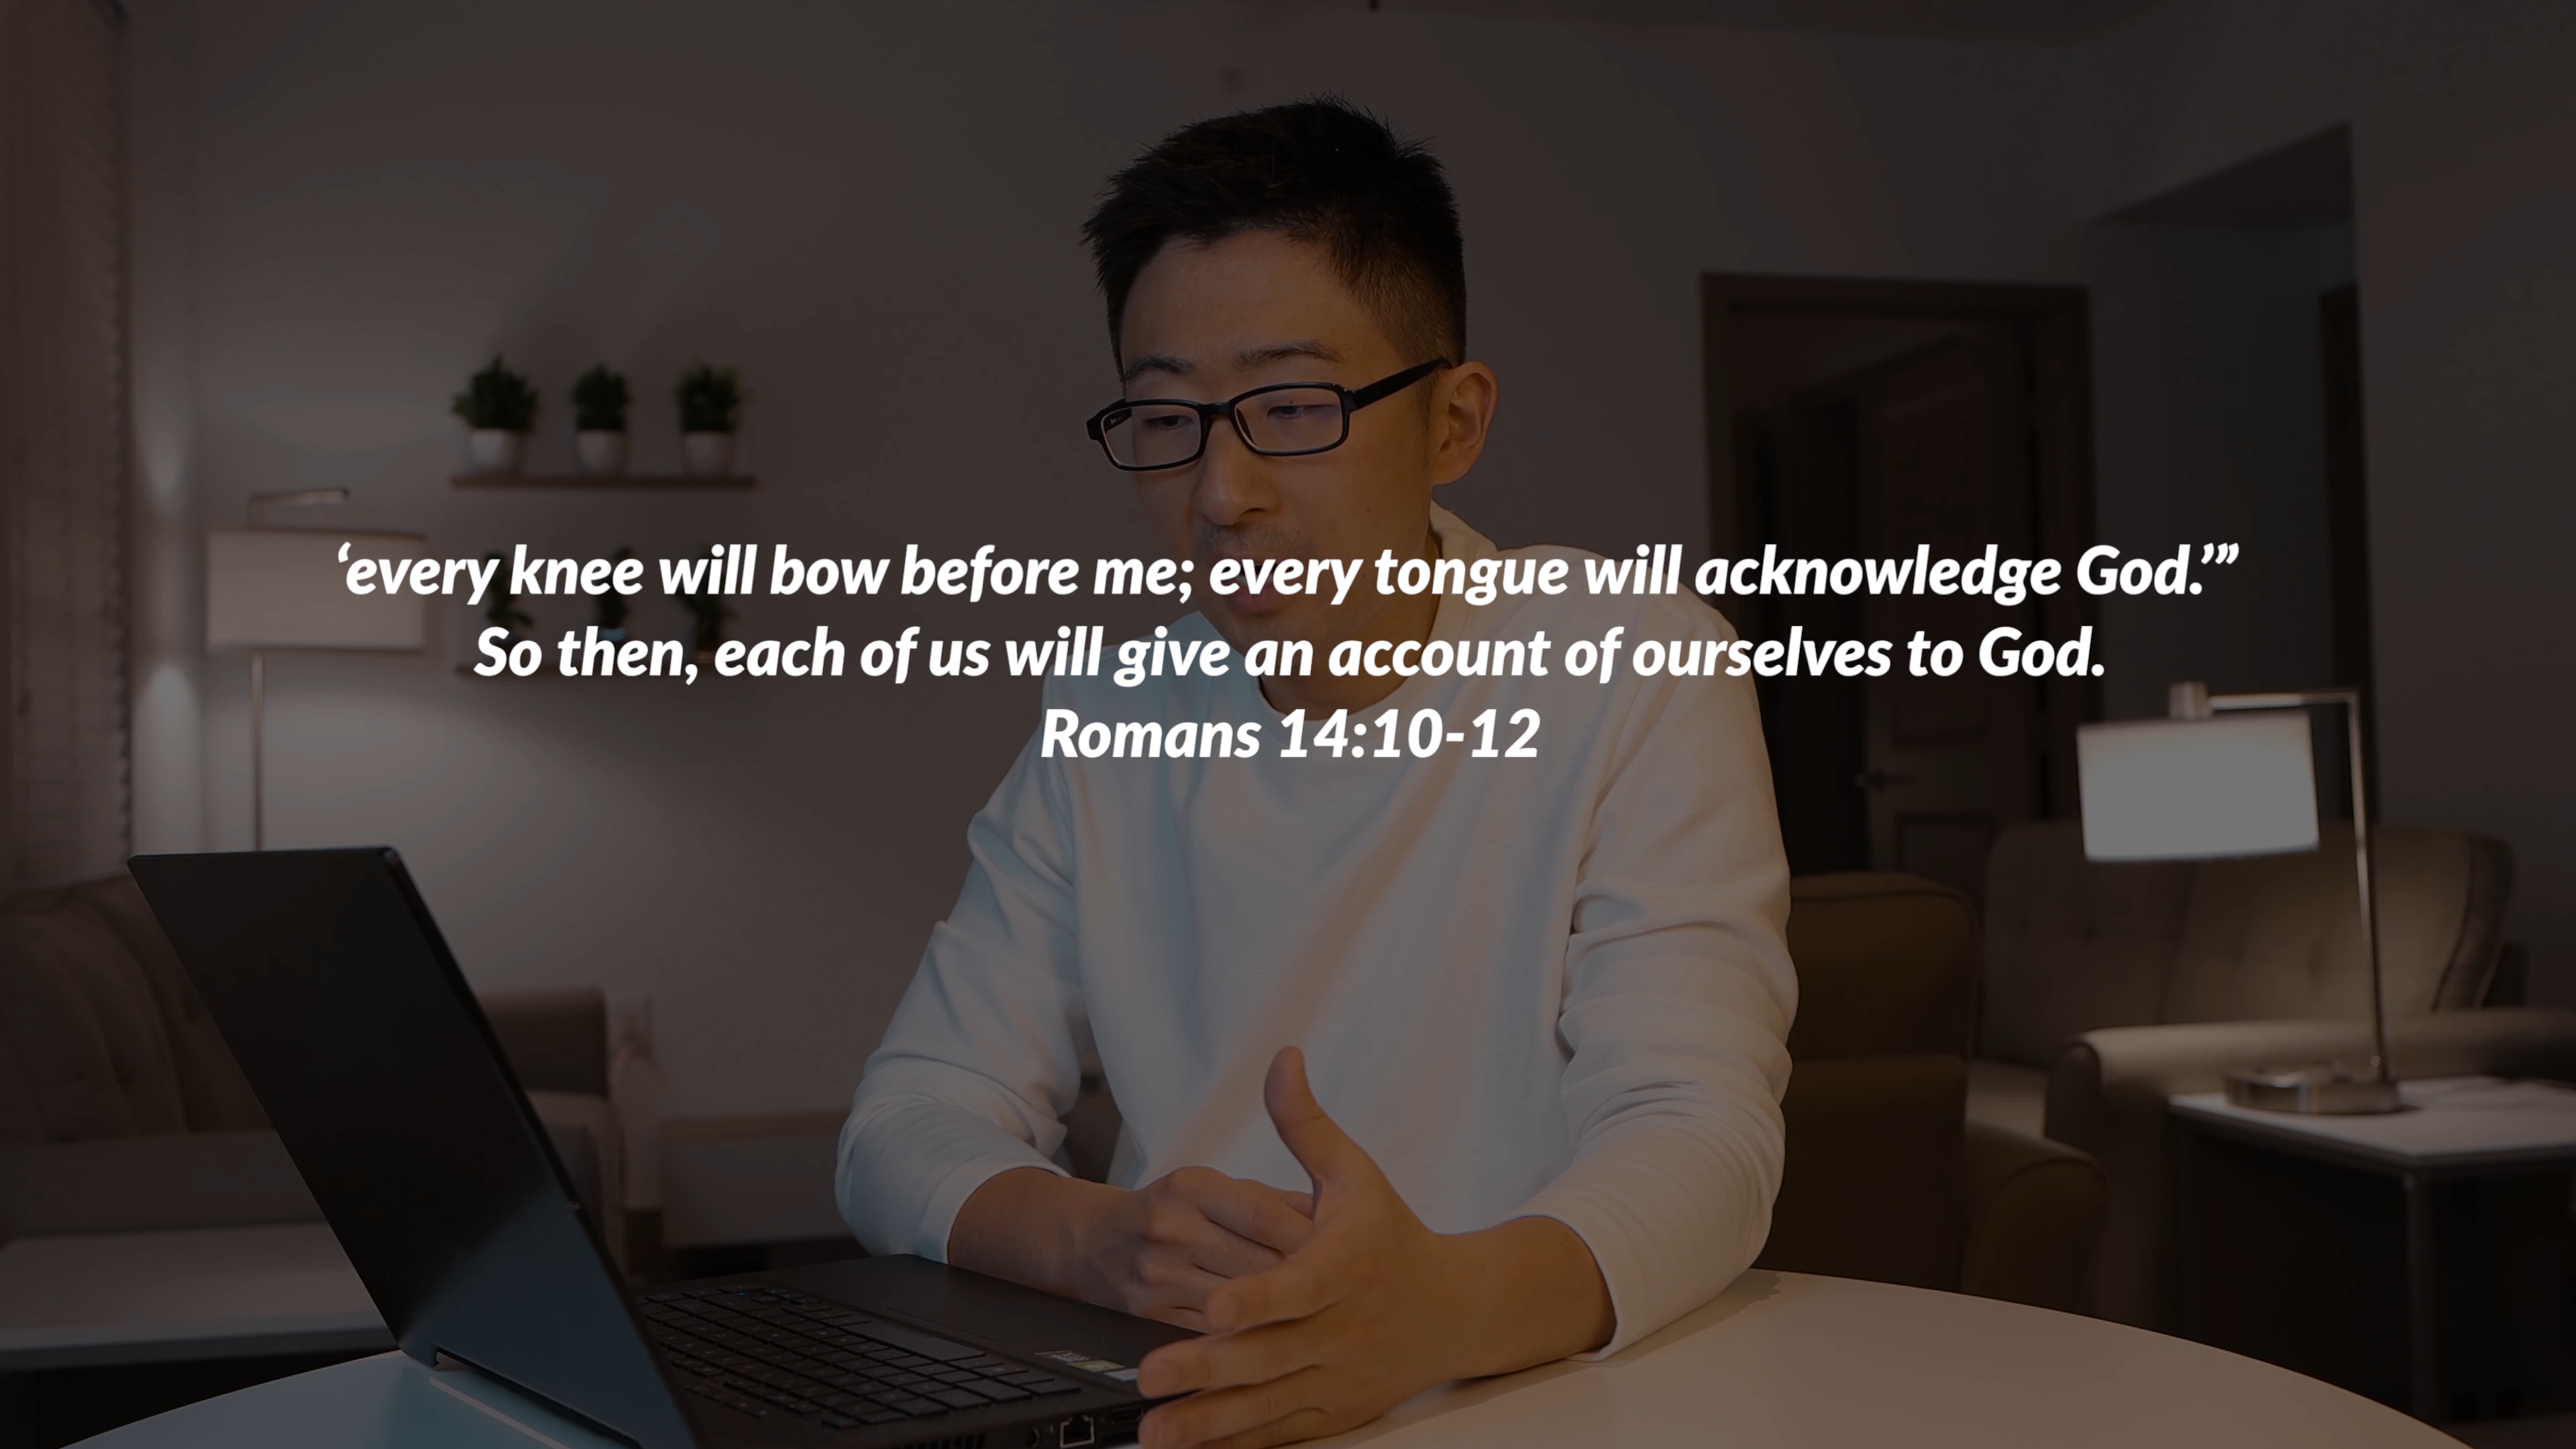 ‘every knee will bow before me; every tongue will acknowledge God.’”
So then, each of us will give an account of ourselves to God.
Romans 14:10-12